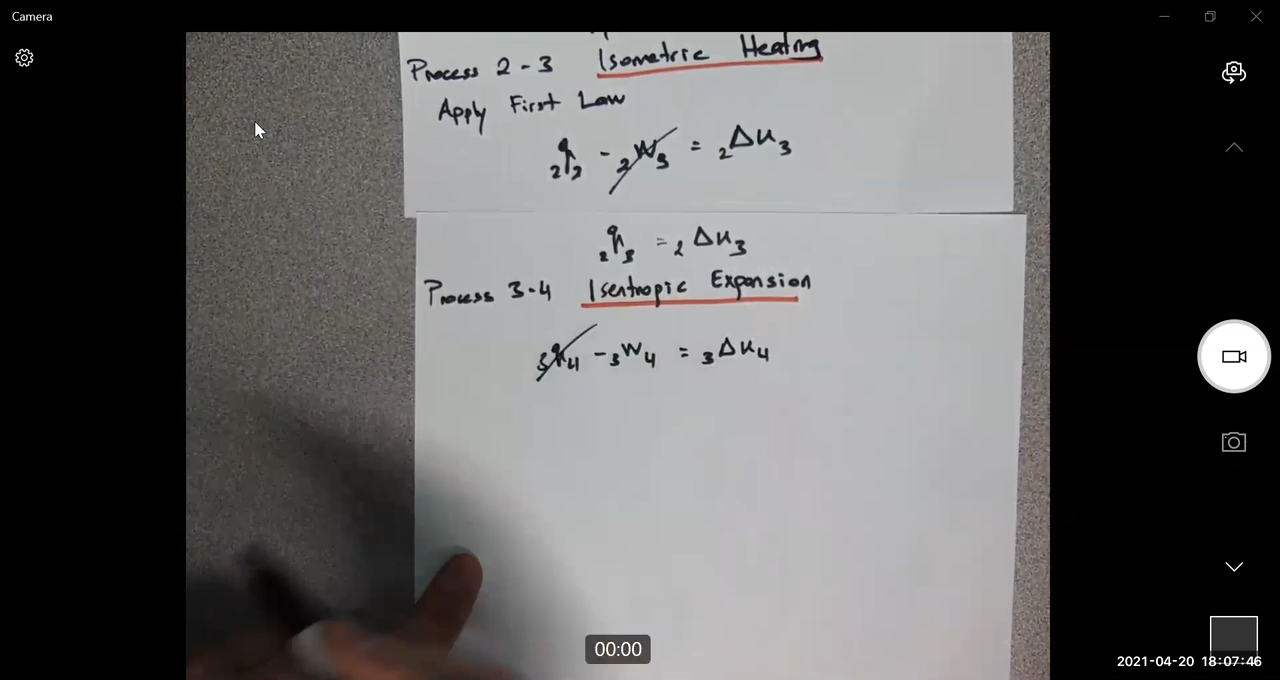 Camera
Process 2-3 Isometric Heating
Apply First Law
₂q₂ - ₂W₃ = ₂Δu₃
₂q₃ = ₂Δu₃
Process 3-4 Isentropic Expansion
₃q₄ - ₃W₄ = ₃Δu₄
00:00
2021-04-20 18:07:46